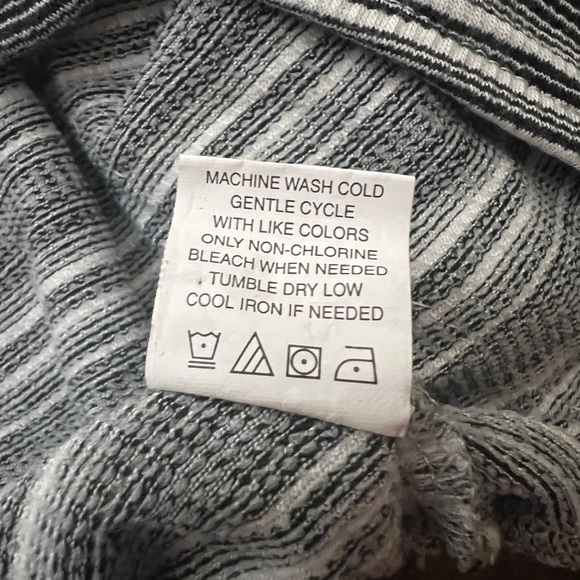 MACHINE WASH COLD
GENTLE CYCLE
WITH LIKE COLORS
ONLY NON-CHLORINE
BLEACH WHEN NEEDED
TUMBLE DRY LOW
COOL IRON IF NEEDED